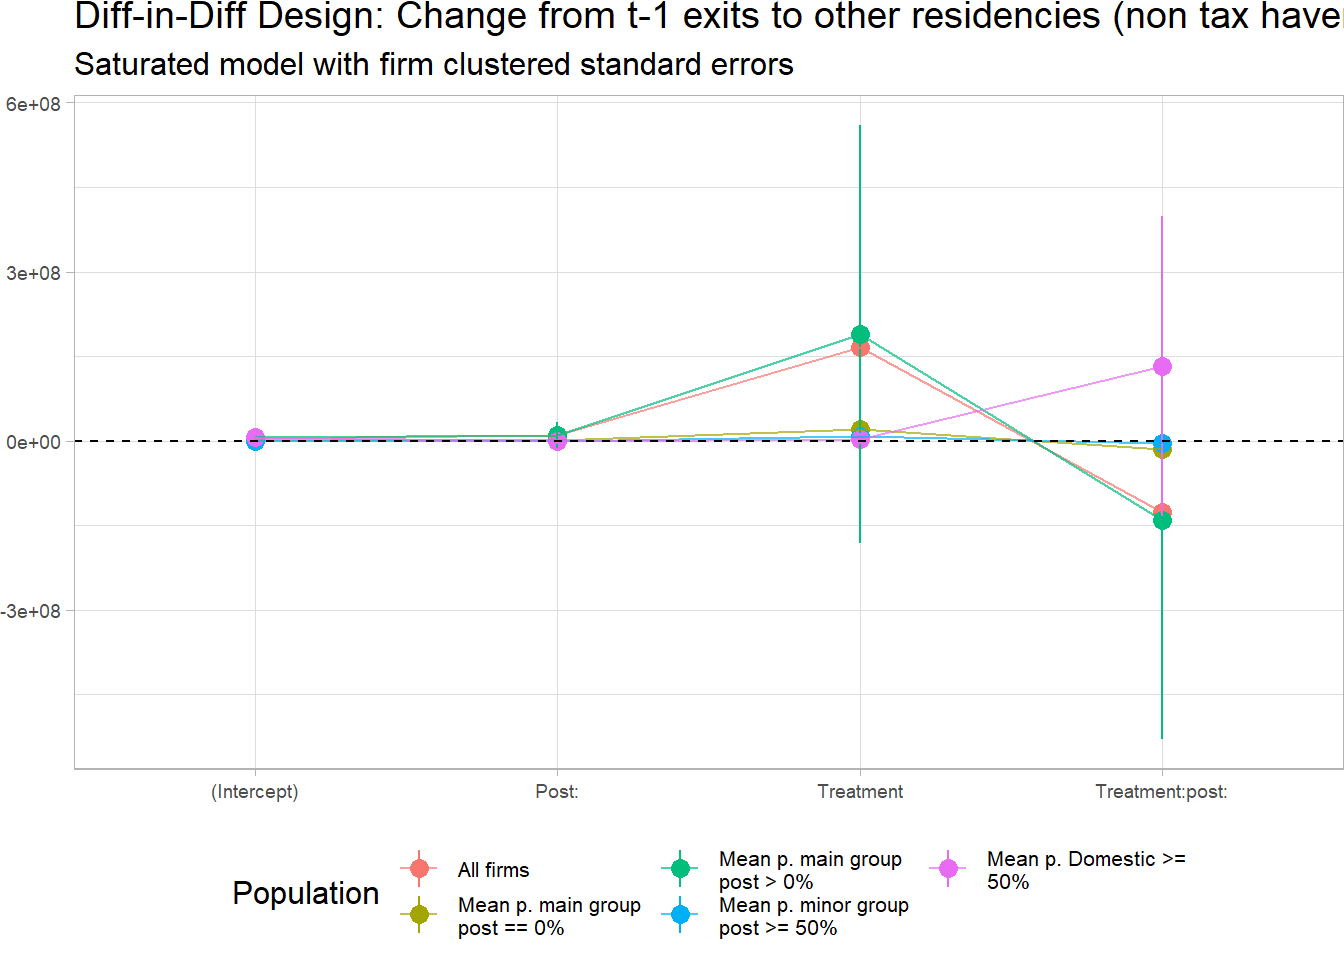 Diff-in-Diff Design: Change from t-1 exits to other residencies (non tax have
Saturated model with firm clustered standard errors
6e+08
3e+08
0e+00
-3e+08
(Intercept)
Post:
Treatment
Treatment:post:
Population
All firms
Mean p. main group
post == 0%
Mean p. main group
post > 0%
Mean p. minor group
post >= 50%
Mean p. Domestic >=
50%